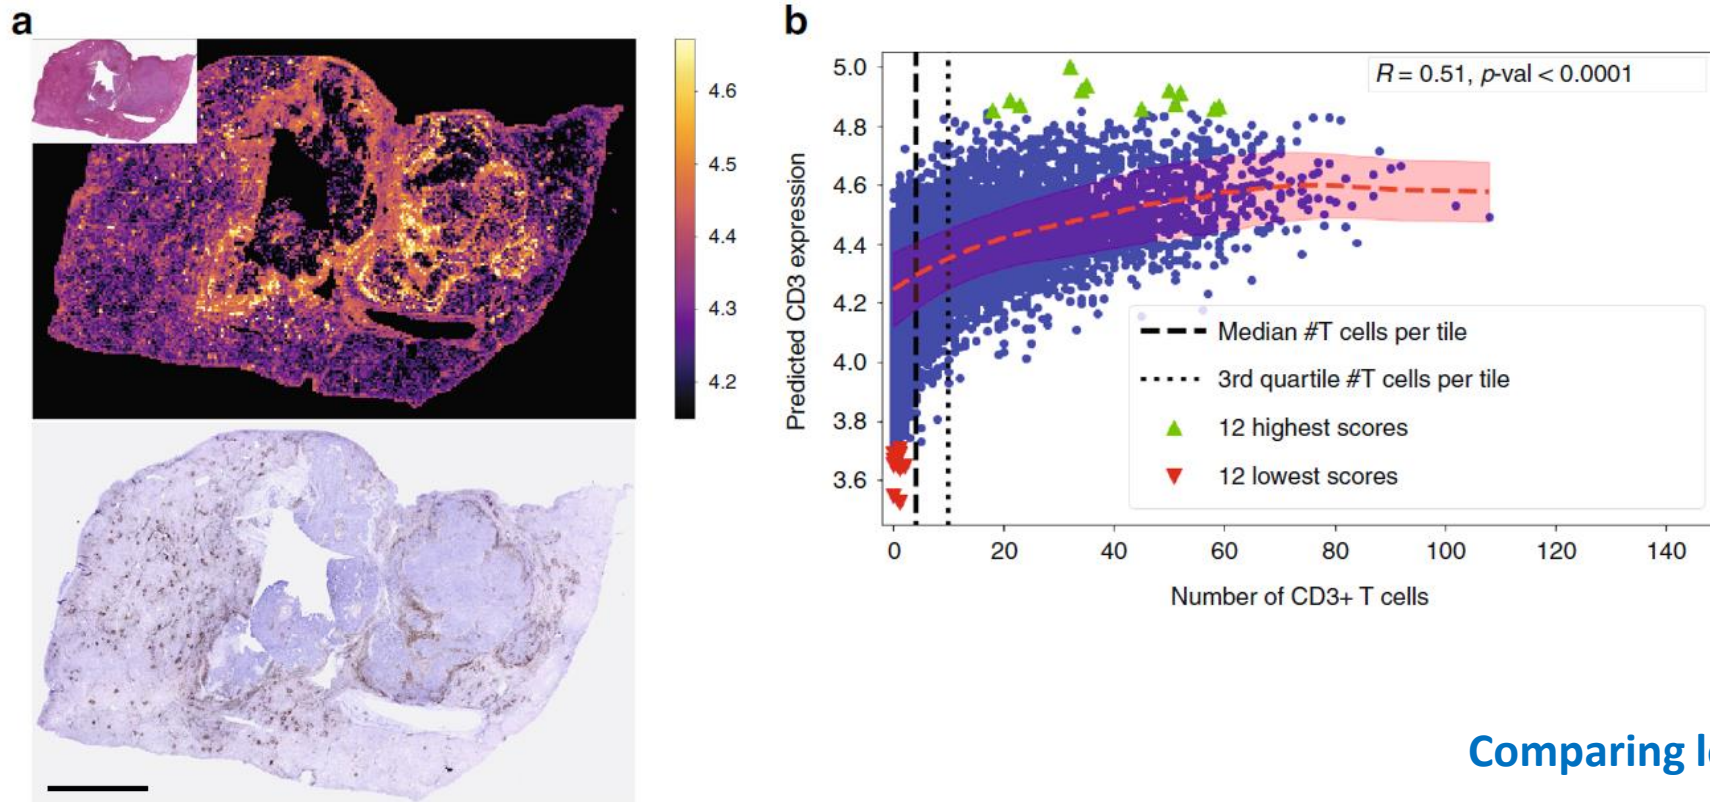 a
4.6
4.5
4.4
4.3
4.2
b
R = 0.51, p-val < 0.0001
Predicted CD3 expression
5.0
4.8
4.6
4.4
4.2
4.0
3.8
3.6
Median #T cells per tile
3rd quartile #T cells per tile
12 highest scores
12 lowest scores
0 20 40 60 80 100 120 140
Number of CD3+ T cells
Comparing